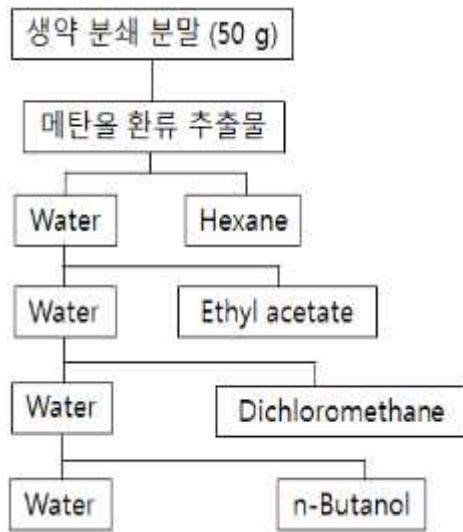 생약 분쇄 분말 (50 g)
메탄올 환류 추출물
Water
Hexane
Water
Ethyl acetate
Water
Dichloromethane
Water
n-Butanol